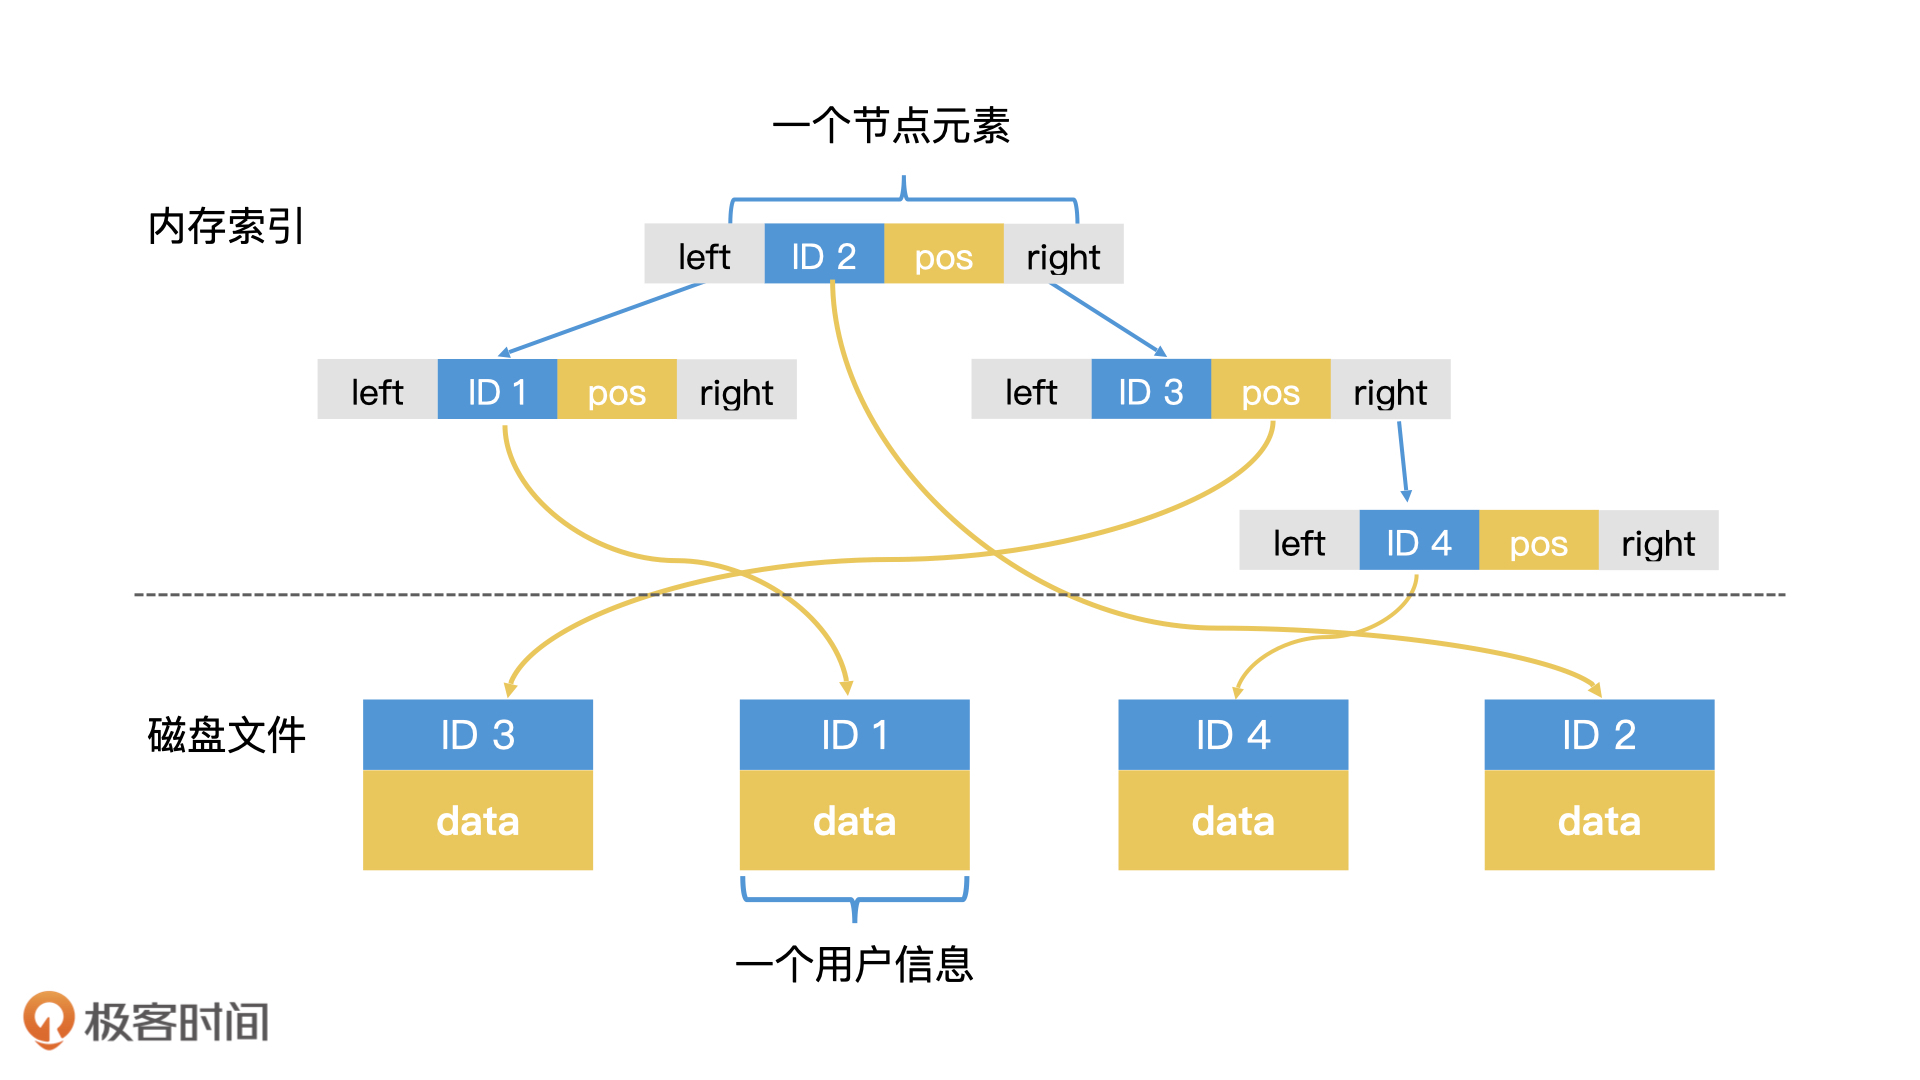 一个节点元素
内存索引
left ID 2 pos right
left ID 1 pos right
left ID 3 pos right
left ID 4 pos right
磁盘文件
ID 3
data
ID 1
data
ID 4
data
ID 2
data
一个用户信息
极客时间